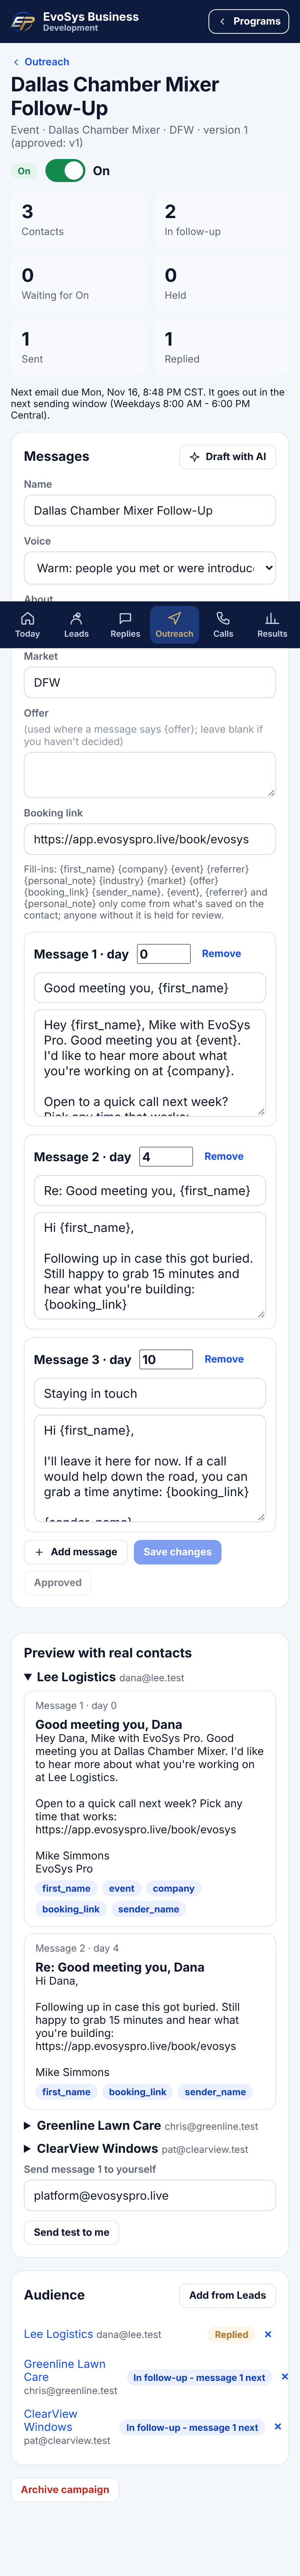 EvoSys Business
Development
Programs
Outreach
Dallas Chamber Mixer
Follow-Up
Event · Dallas Chamber Mixer · DFW · version 1
(approved: v1)
On
On
3
Contacts
2
In follow-up
0
Waiting for On
0
Held
1
Sent
1
Replied
Next email due Mon, Nov 16, 8:48 PM CST. It goes out in the
next sending window (Weekdays 8:00 AM - 6:00 PM
Central).
Messages
Draft with AI
Name
Dallas Chamber Mixer Follow-Up
Voice
Warm: people you met or were introduc
About
Today
Leads
Replies
Outreach
Calls
Results
Market
DFW
Offer
(used where a message says {offer}; leave blank if
you haven't decided)
Booking link
https://app.evosyspro.live/book/evosys
Fill-ins: {first_name} {company} {event} {referrer}
{personal_note} {industry} {market} {offer}
{booking_link} {sender_name}. {event}, {referrer} and
{personal_note} only come from what's saved on the
contact; anyone without it is held for review.
Message 1 · day 0 Remove
Good meeting you, {first_name}
Hey {first_name}, Mike with EvoSys
Pro. Good meeting you at {event}.
I'd like to hear more about what
you're working on at {company}.
Open to a quick call next week?
Pick any time that works:
Message 2 · day 4 Remove
Re: Good meeting you, {first_name}
Hi {first_name},
Following up in case this got buried.
Still happy to grab 15 minutes and
hear what you're building:
{booking_link}
Message 3 · day 10 Remove
Staying in touch
Hi {first_name},
I'll leave it here for now. If a call
would help down the road, you can
grab a time anytime: {booking_link}
{sender_name}
+ Add message
Save changes
Approved
Preview with real contacts
▼ Lee Logistics dana@lee.test
Message 1 · day 0
Good meeting you, Dana
Hey Dana, Mike with EvoSys Pro. Good
meeting you at Dallas Chamber Mixer. I'd like
to hear more about what you're working on
at Lee Logistics.
Open to a quick call next week? Pick any
time that works:
https://app.evosyspro.live/book/evosys
Mike Simmons
EvoSys Pro
first_name event company
booking_link sender_name
Message 2 · day 4
Re: Good meeting you, Dana
Hi Dana,
Following up in case this got buried. Still
happy to grab 15 minutes and hear what
you're building:
https://app.evosyspro.live/book/evosys
Mike Simmons
first_name booking_link sender_name
▶ Greenline Lawn Care chris@greenline.test
▶ ClearView Windows pat@clearview.test
Send message 1 to yourself
platform@evosyspro.live
Send test to me
Audience
Add from Leads
Lee Logistics dana@lee.test Replied ×
Greenline Lawn
Care
chris@greenline.test
In follow-up - message 1 next ×
ClearView
Windows
pat@clearview.test
In follow-up - message 1 next ×
Archive campaign